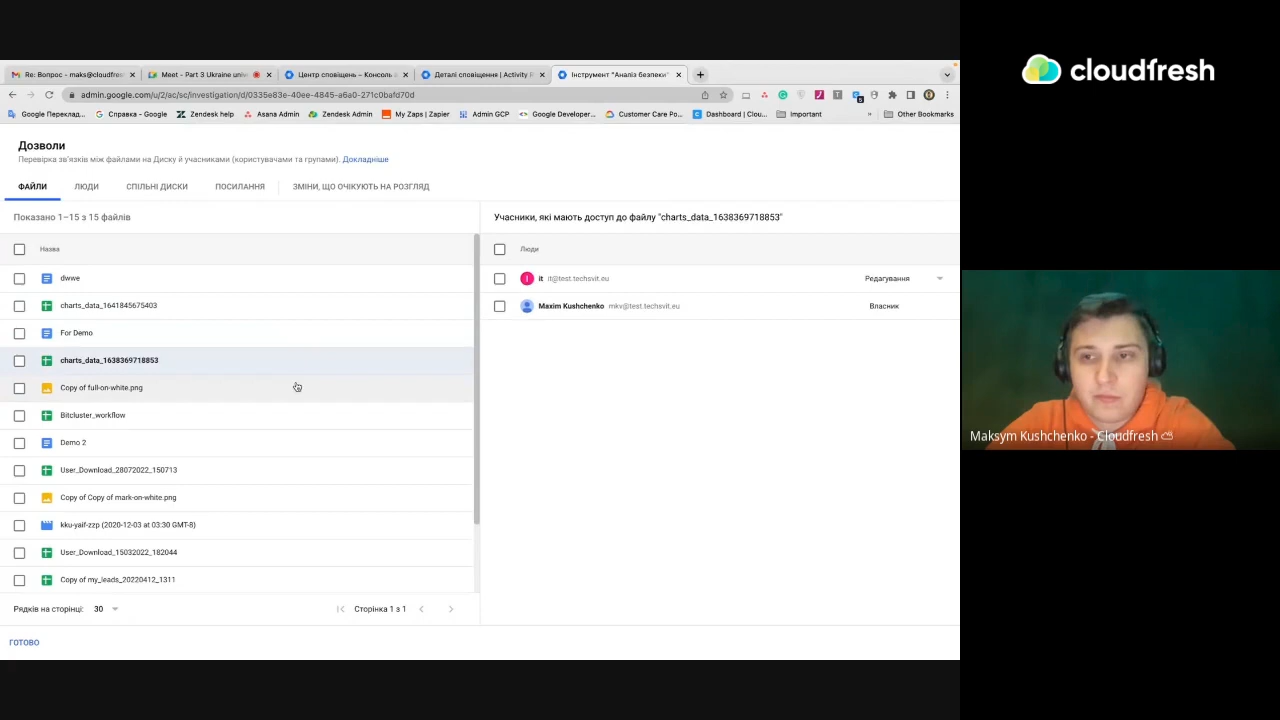 Re: Вопрос - maks@cloudfres
Meet - Part 3 Ukraine unive
Центр сповіщень – Консоль а
Деталі сповіщення | Activity R
Інструмент "Аналіз безпеки"
admin.google.com/u/2/ac/sc/investigation/d/0335e83e-40ee-4845-a6a0-271c0bafd70d
Google Переклад...
Справка - Google
Zendesk help
Asana Admin
Zendesk Admin
My Zaps | Zapier
Admin GCP
Google Developer...
Customer Care Po...
Dashboard | Clou...
Important
»
Other Bookmarks
cloudfresh
Дозволи
Перевірка зв'язків між файлами на Диску й учасниками (користувачами та групами). Докладніше
ФАЙЛИ
ЛЮДИ
СПІЛЬНІ ДИСКИ
ПОСИЛАННЯ
ЗМІНИ, ЩО ОЧІКУЮТЬ НА РОЗГЛЯД
Показано 1–15 з 15 файлів
Назва
dwwe
charts_data_1641845675403
For Demo
charts_data_1638369718853
Copy of full-on-white.png
Bitcluster_workflow
Demo 2
User_Download_28072022_150713
Copy of Copy of mark-on-white.png
kku-yaif-zzp (2020-12-03 at 03:30 GMT-8)
User_Download_15032022_182044
Copy of my_leads_20220412_1311
Рядків на сторінці: 30
Сторінка 1 з 1
ГОТОВО
Учасники, які мають доступ до файлу "charts_data_1638369718853"
Люди
it it@test.techsvit.eu Редагування
Maxim Kushchenko mkv@test.techsvit.eu Власник
Maksym Kushchenko - Cloudfresh